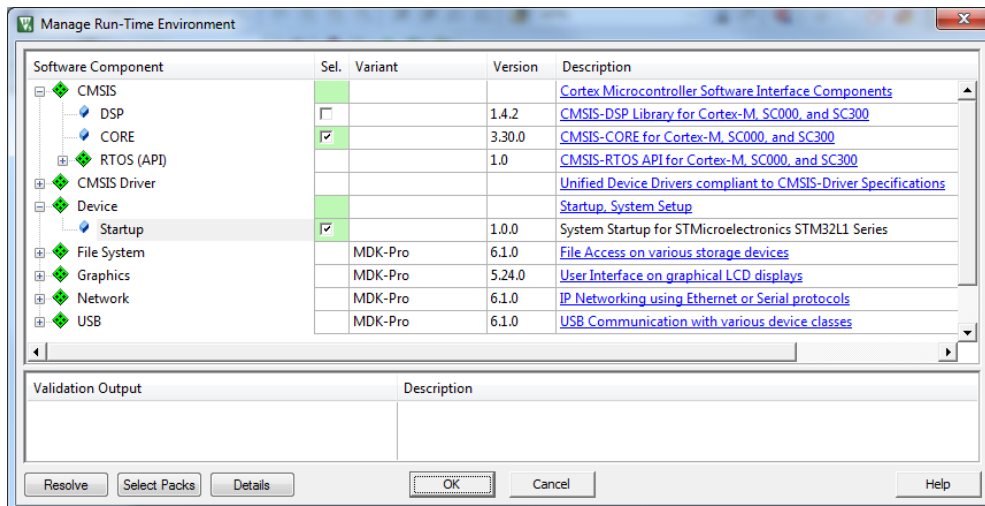 Manage Run-Time Environment
Software Component Sel. Variant Version Description
CMSIS Cortex Microcontroller Software Interface Components
DSP 1.4.2 CMSIS-DSP Library for Cortex-M, SC000, and SC300
CORE 3.30.0 CMSIS-CORE for Cortex-M, SC000, and SC300
RTOS (API) 1.0 CMSIS-RTOS API for Cortex-M, SC000, and SC300
CMSIS Driver Unified Device Drivers compliant to CMSIS-Driver Specifications
Device Startup, System Setup
Startup 1.0.0 System Startup for STMicroelectronics STM32L1 Series
File System MDK-Pro 6.1.0 File Access on various storage devices
Graphics MDK-Pro 5.24.0 User Interface on graphical LCD displays
Network MDK-Pro 6.1.0 IP Networking using Ethernet or Serial protocols
USB MDK-Pro 6.1.0 USB Communication with various device classes
Validation Output Description
Resolve Select Packs Details OK Cancel Help